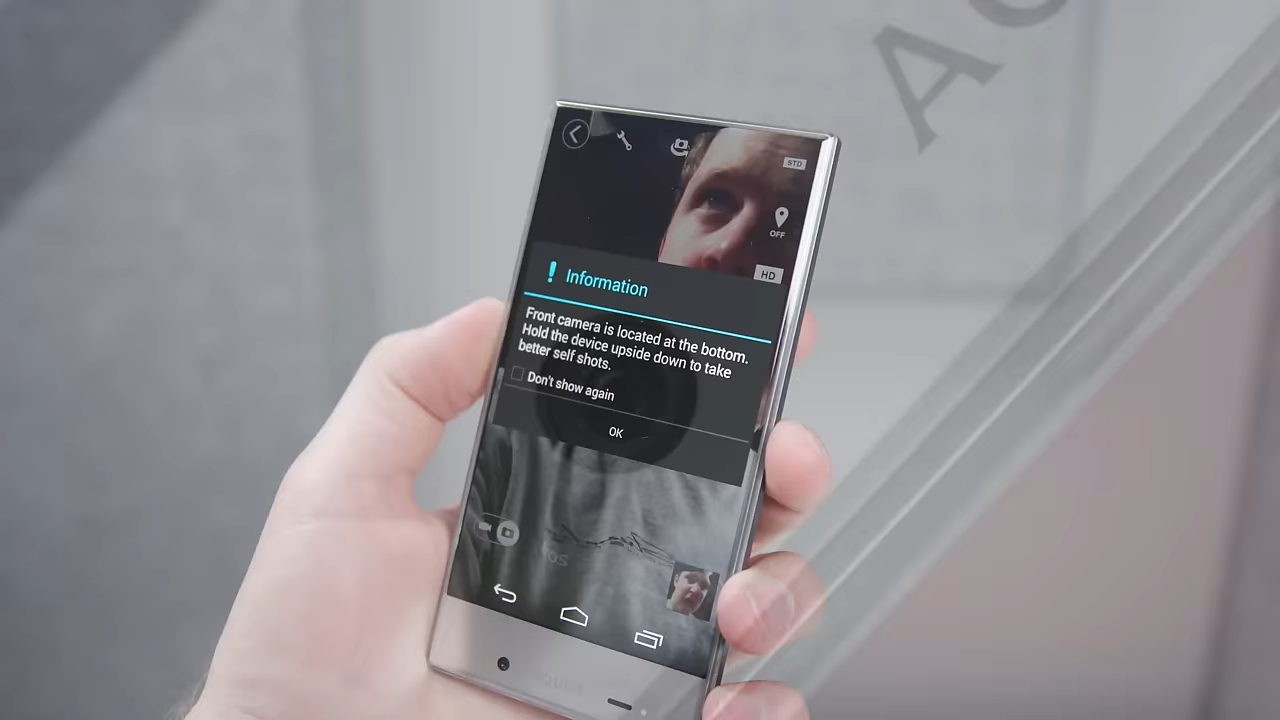 AC
STD
OFF
HD
Information
Front camera is located at the bottom.
Hold the device upside down to take
better self shots.
Don't show again
OK